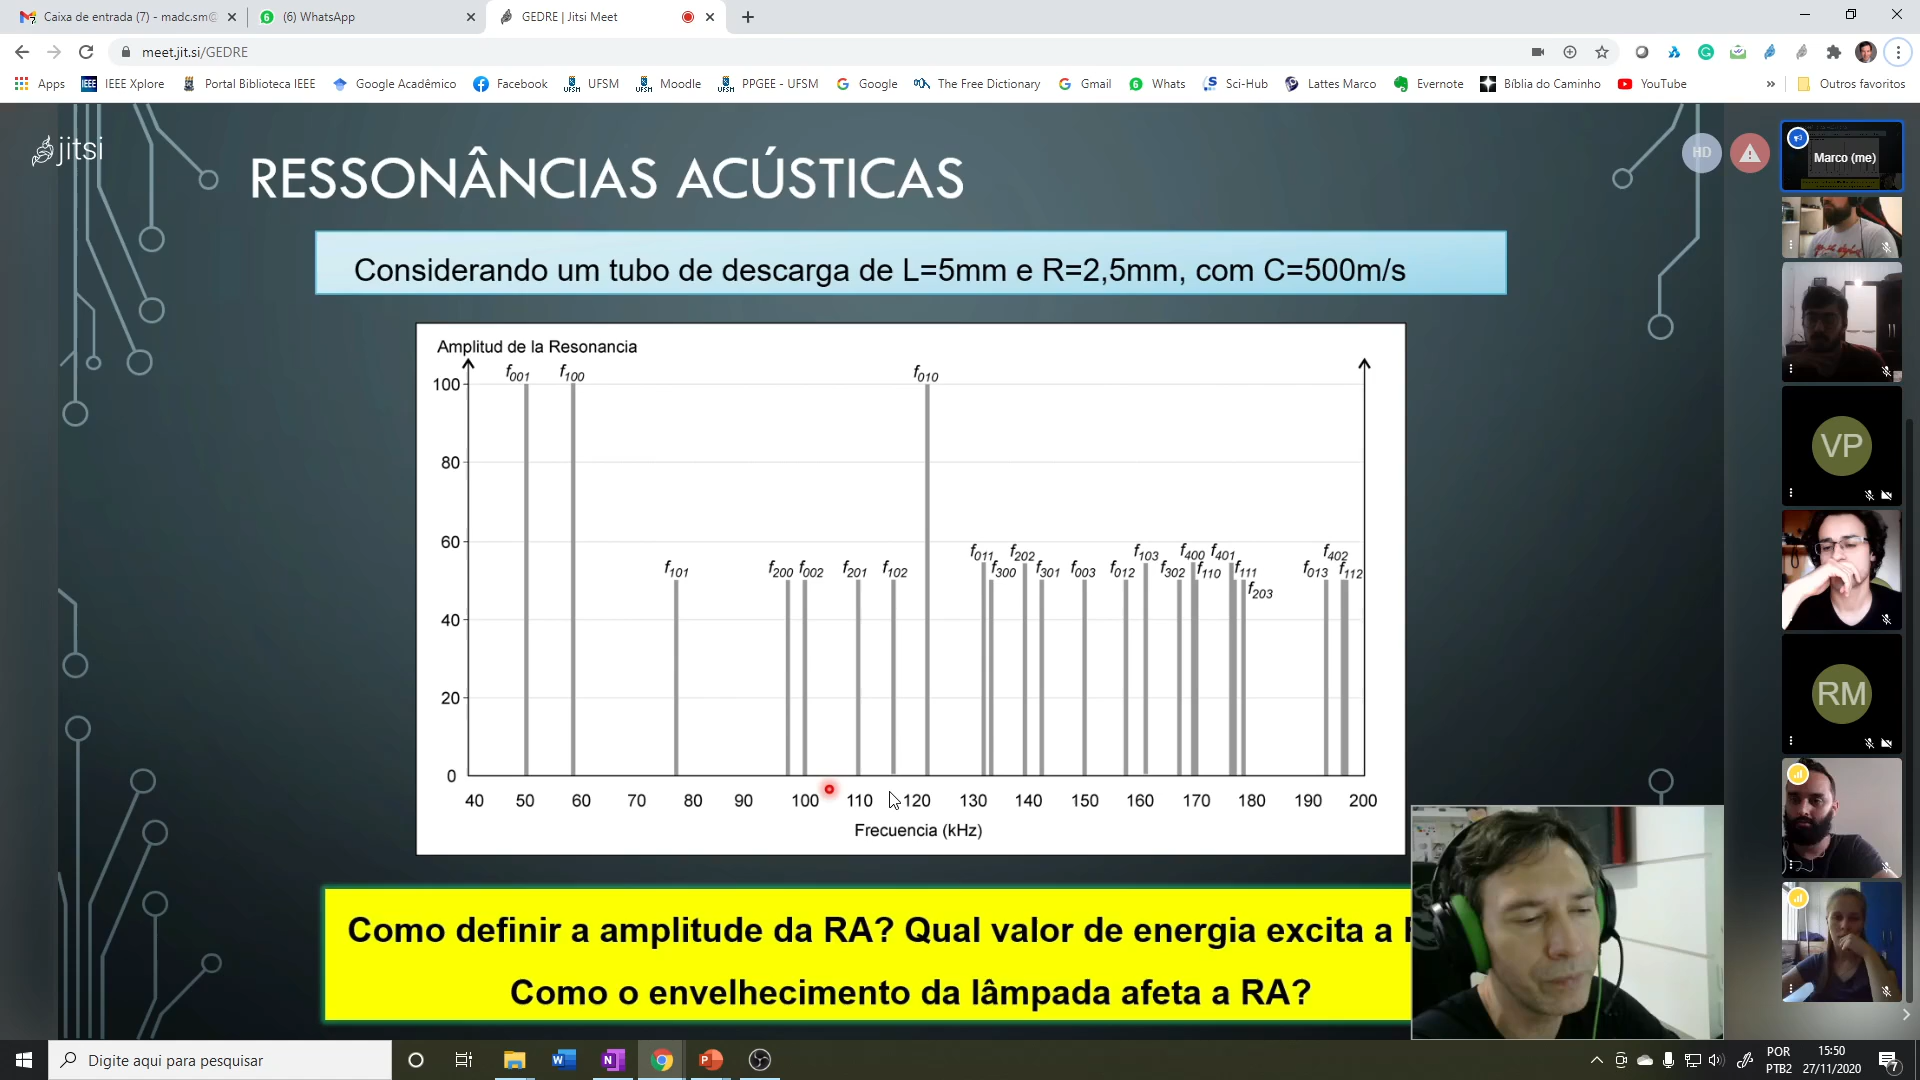 Caixa de entrada (7) - madc.sm@
(6) WhatsApp
GEDRE | Jitsi Meet
meet.jit.si/GEDRE
Apps
IEEE Xplore
Portal Biblioteca IEEE
Google Acadêmico
Facebook
UFSM
Moodle
PPGEE - UFSM
Google
The Free Dictionary
Gmail
Whats
Sci-Hub
Lattes Marco
Evernote
Bíblia do Caminho
YouTube
»
Outros favoritos
jitsi
HD
Marco (me)
RESSONÂNCIAS ACÚSTICAS
Considerando um tubo de descarga de L=5mm e R=2,5mm, com C=500m/s
Amplitud de la Resonancia
f001 f100 f010
100
80
60
40
20
0
f101 f200 f002 f201 f102
f011 f202 f103 f400 f401 f402
f300 f301 f003 f012 f302 f110 f111 f013 f112
f203
40 50 60 70 80 90 100 110 120 130 140 150 160 170 180 190 200
Frecuencia (kHz)
VP
RM
Como definir a amplitude da RA? Qual valor de energia excita a
Como o envelhecimento da lâmpada afeta a RA?
Digite aqui para pesquisar
POR
PTB2
15:50
27/11/2020
7